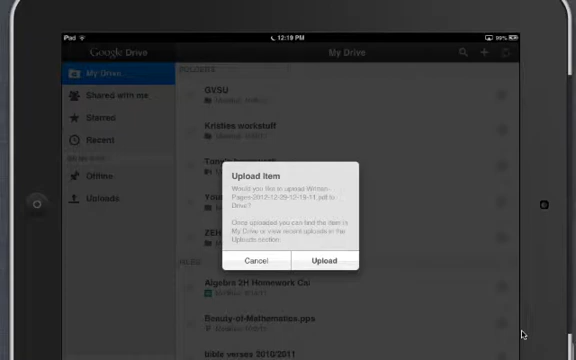 iPad
12:19 PM
99%
Google Drive
My Drive
My Drive
Shared with me
Starred
Recent
Offline
Uploads
FOLDERS
GVSU
Kristies workstuff
FILES
Algebra 2H Homework Cal
Beauty-of-Mathematics.pps
bible verses 2010/2011
Upload Item
Would you like to upload Written-
Pages-2012-12-29-12-19-11.pdf to
Drive?
Once uploaded you can find the item in
My Drive or view recent uploads in the
Uploads section.
Cancel
Upload